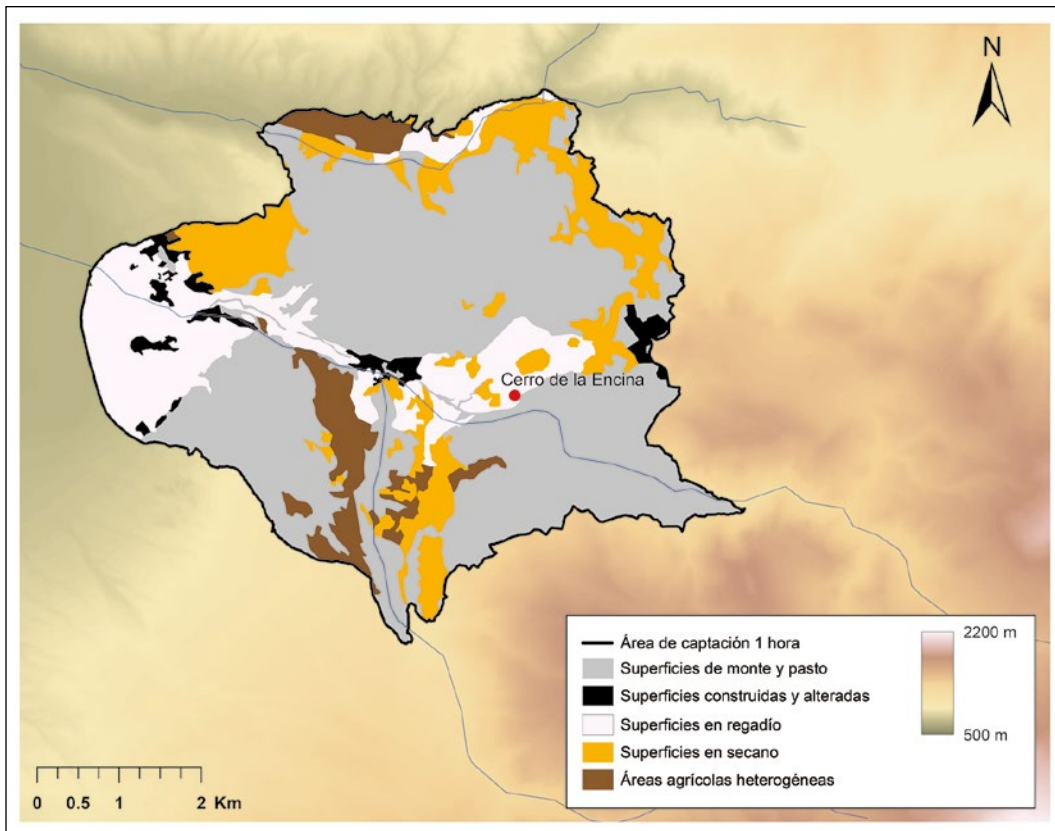 N
Cerro de la Encina
Área de captación 1 hora
Superficies de monte y pasto
Superficies construidas y alteradas
Superficies en regadío
Superficies en secano
Áreas agrícolas heterogéneas
2200 m
500 m
0 0.5 1 2 Km